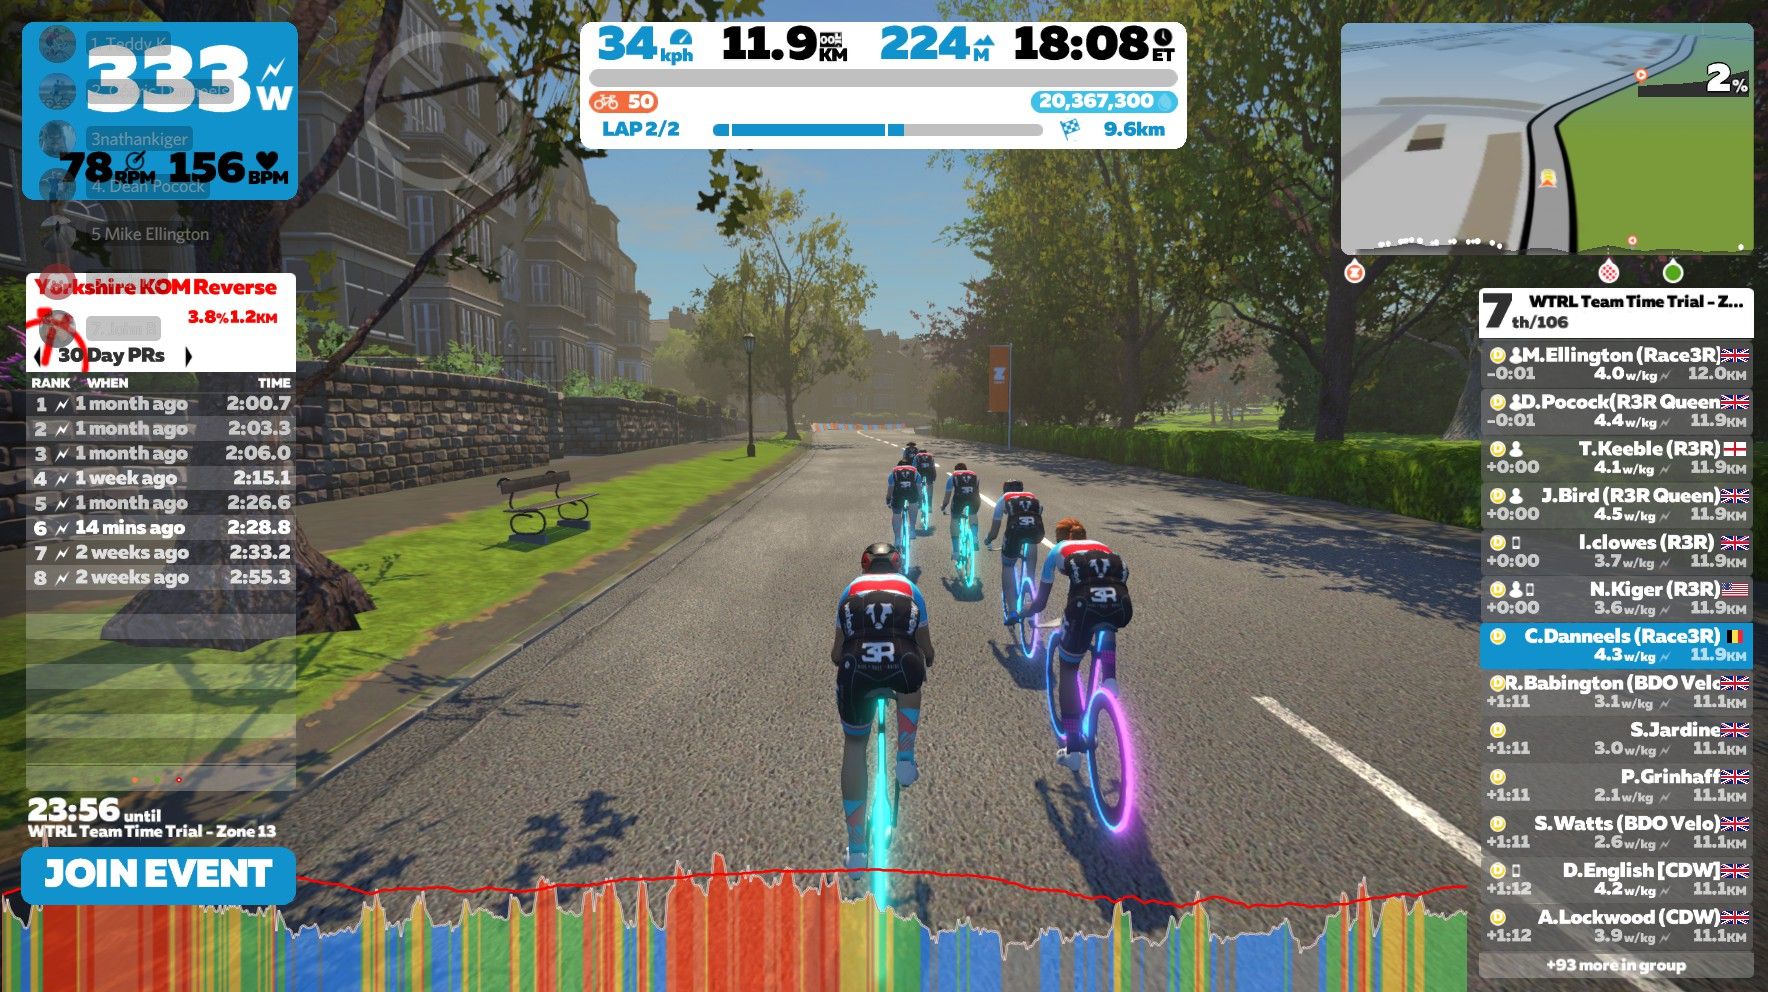 1. Teddy K
333 W
3nathankiger
78 RPM 156 BPM
4. Dean Pocock
5 Mike Ellington
34 kph 11.9 KM 224 M 18:08 ET
50 20,367,300
LAP 2/2 9.6km
2%
Yorkshire KOM Reverse
3.8% 1.2KM
30 Day PRs
RANK WHEN TIME
1 1 month ago 2:00.7
2 1 month ago 2:03.3
3 1 month ago 2:06.0
4 1 week ago 2:15.1
5 1 month ago 2:26.6
6 14 mins ago 2:28.8
7 2 weeks ago 2:33.2
8 2 weeks ago 2:55.3
23:56 until
WTRL Team Time Trial - Zone 13
JOIN EVENT
3R
3R
3R
7th/106 WTRL Team Time Trial - Z...
M.Ellington (Race3R)
-0:01 4.0w/kg 12.0KM
D.Pocock(R3R Queen
-0:01 4.4w/kg 11.9KM
T.Keeble (R3R)
+0:00 4.1w/kg 11.9KM
J.Bird (R3R Queen)
+0:00 4.5w/kg 11.9KM
I.clowes (R3R)
+0:00 3.7w/kg 11.9KM
N.Kiger (R3R)
+0:00 3.6w/kg 11.9KM
C.Danneels (Race3R)
4.3w/kg 11.9KM
R.Babington (BDO Velo
+1:11 3.1w/kg 11.1KM
S.Jardine
+1:11 3.0w/kg 11.1KM
P.Grinhaff
+1:11 2.1w/kg 11.1KM
S.Watts (BDO Velo)
+1:11 2.6w/kg 11.1KM
D.English [CDW]
+1:12 4.2w/kg 11.1KM
A.Lockwood (CDW)
+1:12 3.9w/kg 11.1KM
+93 more in group